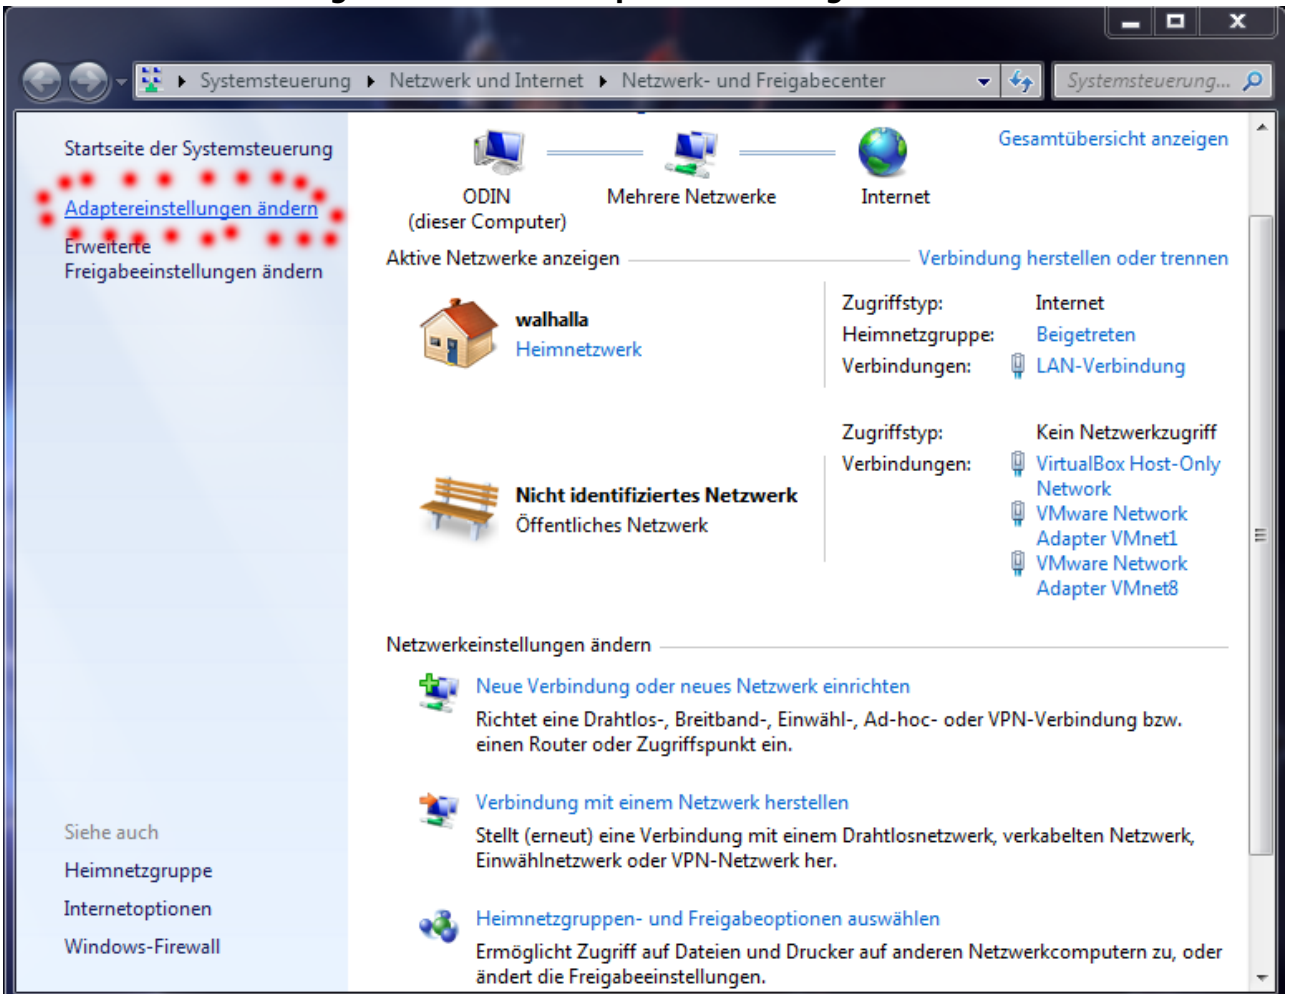 Systemsteuerung ▸ Netzwerk und Internet ▸ Netzwerk- und Freigabecenter
Systemsteuerung...
Startseite der Systemsteuerung
Adaptereinstellungen ändern
Erweiterte
Freigabeeinstellungen ändern
Gesamtübersicht anzeigen
ODIN
(dieser Computer)
Mehrere Netzwerke
Internet
Aktive Netzwerke anzeigen
Verbindung herstellen oder trennen
walhalla
Heimnetzwerk
Zugriffstyp: Internet
Heimnetzgruppe: Beigetreten
Verbindungen: LAN-Verbindung
Nicht identifiziertes Netzwerk
Öffentliches Netzwerk
Zugriffstyp: Kein Netzwerkzugriff
Verbindungen: VirtualBox Host-Only
Network
VMware Network
Adapter VMnet1
VMware Network
Adapter VMnet8
Netzwerkeinstellungen ändern
Neue Verbindung oder neues Netzwerk einrichten
Richtet eine Drahtlos-, Breitband-, Einwähl-, Ad-hoc- oder VPN-Verbindung bzw.
einen Router oder Zugriffspunkt ein.
Verbindung mit einem Netzwerk herstellen
Stellt (erneut) eine Verbindung mit einem Drahtlosnetzwerk, verkabelten Netzwerk,
Einwählnetzwerk oder VPN-Netzwerk her.
Heimnetzgruppen- und Freigabeoptionen auswählen
Ermöglicht Zugriff auf Dateien und Drucker auf anderen Netzwerkcomputern zu, oder
ändert die Freigabeeinstellungen.
Siehe auch
Heimnetzgruppe
Internetoptionen
Windows-Firewall